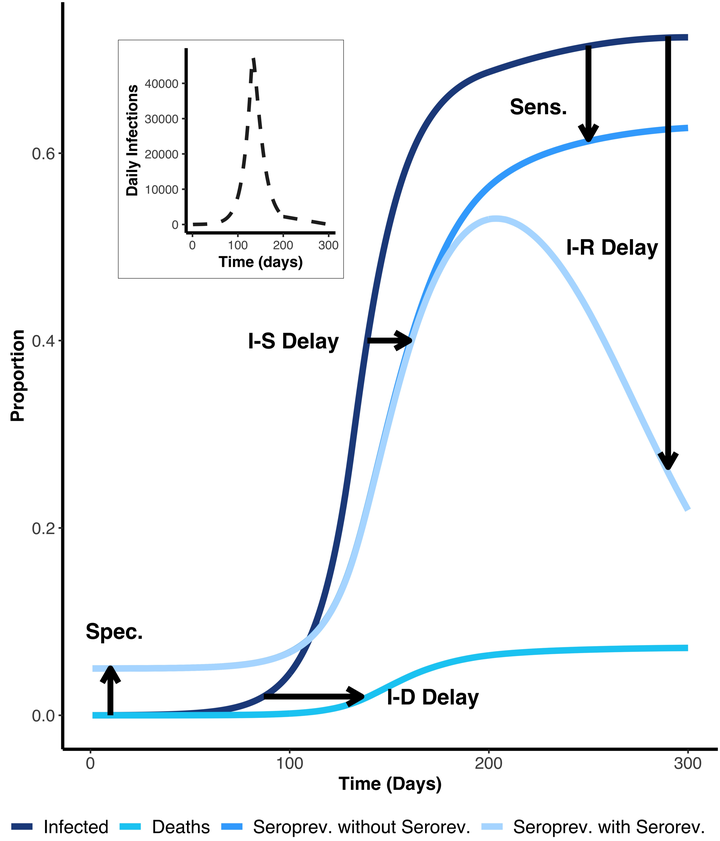 40000
30000
20000
10000
0
Daily Infections
0 100 200 300
Time (days)
Sens.
I-R Delay
I-S Delay
Spec.
I-D Delay
0.6
0.4
0.2
0.0
Proportion
0 100 200 300
Time (Days)
Infected Deaths Seroprev. without Serorev. Seroprev. with Serorev.